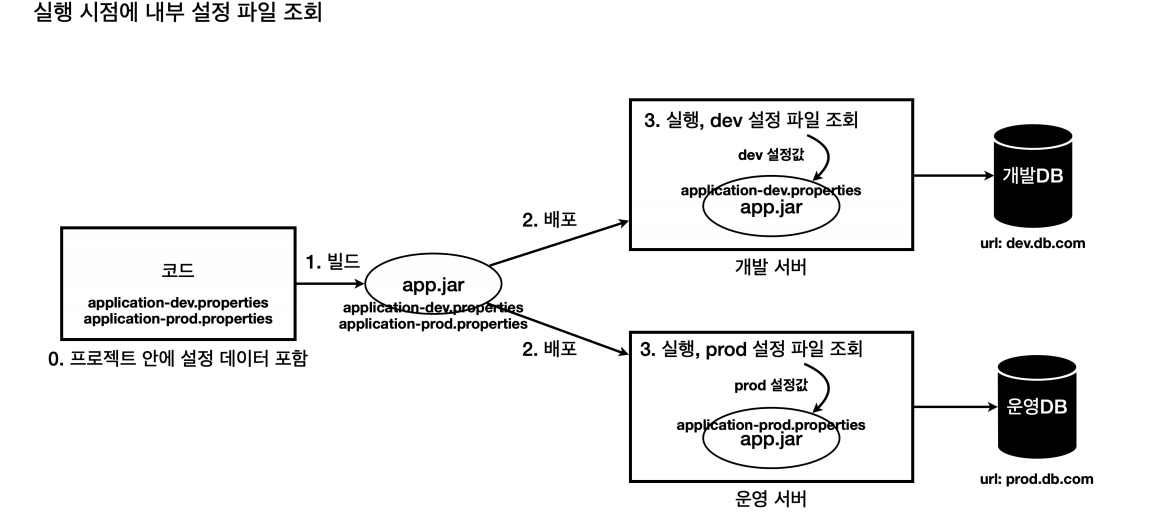 실행 시점에 내부 설정 파일 조회
코드
application-dev.properties
application-prod.properties
0. 프로젝트 안에 설정 데이터 포함
1. 빌드
app.jar
application-dev.properties
application-prod.properties
2. 배포
2. 배포
3. 실행, dev 설정 파일 조회
dev 설정값
application-dev.properties
app.jar
개발 서버
개발DB
url: dev.db.com
3. 실행, prod 설정 파일 조회
prod 설정값
application-prod.properties
app.jar
운영 서버
운영DB
url: prod.db.com